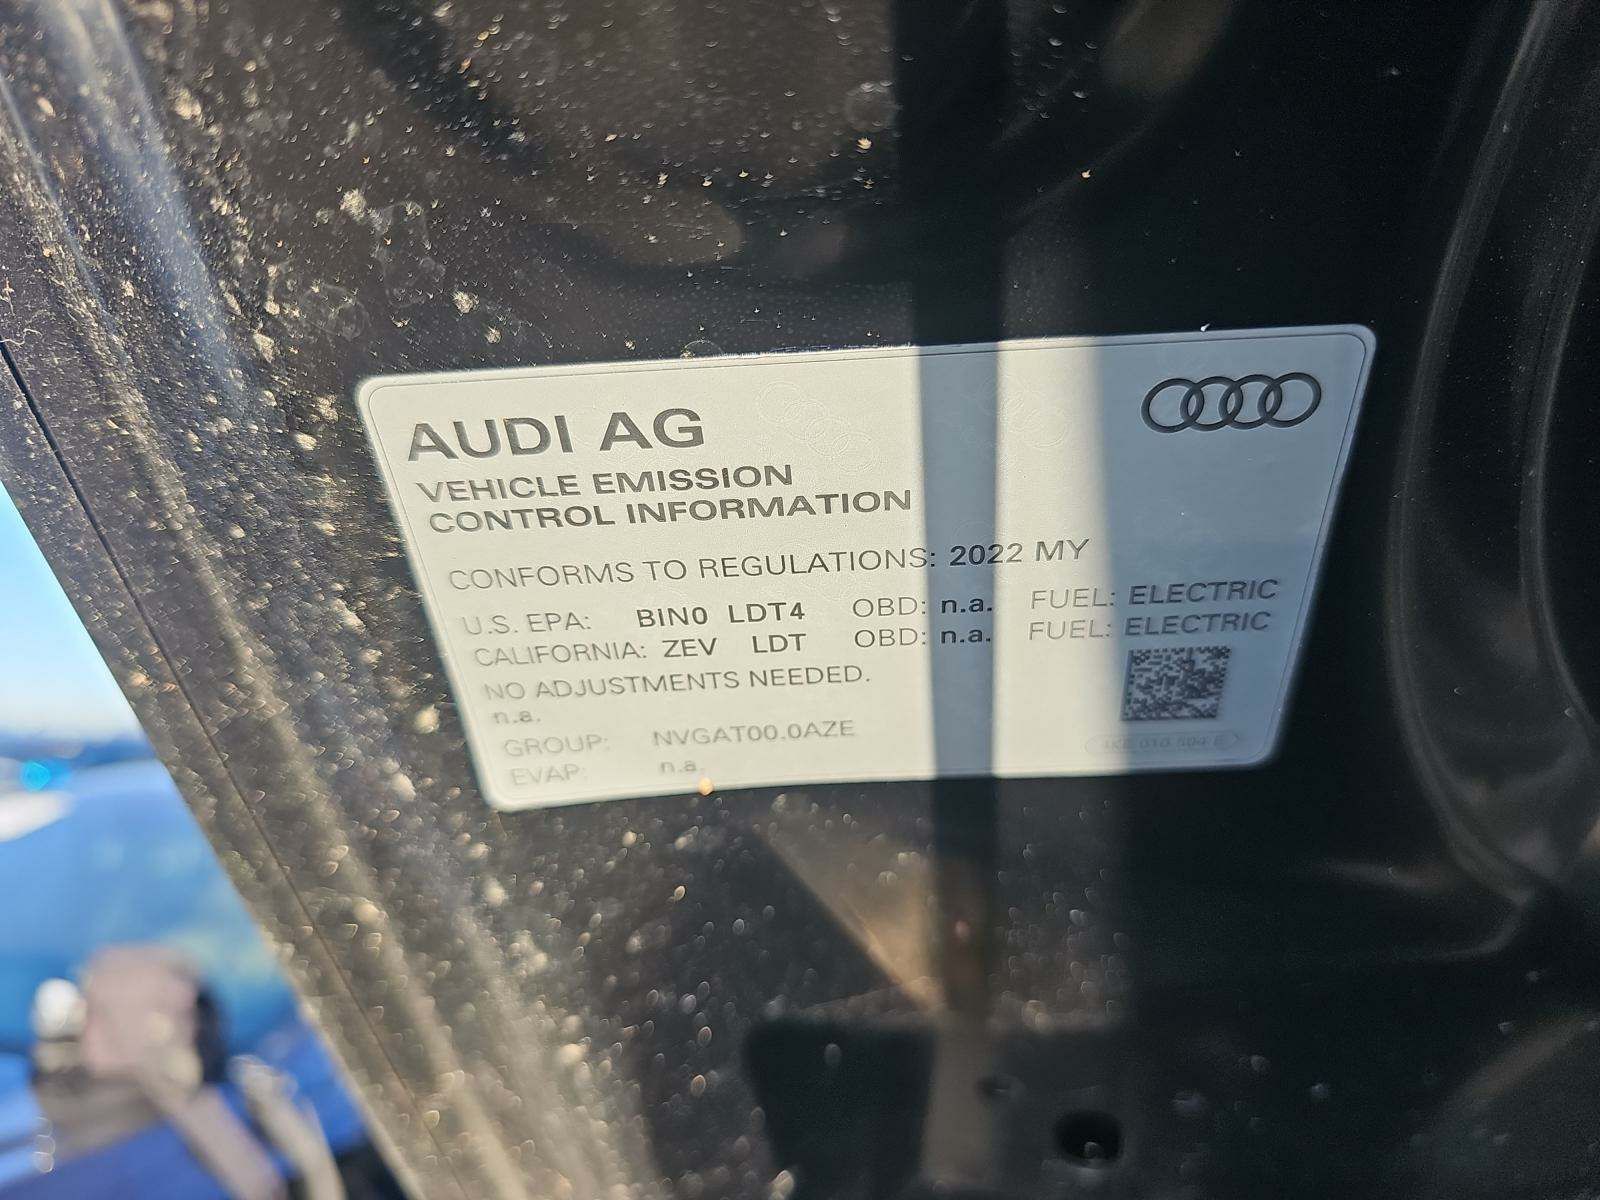 AUDI AG
VEHICLE EMISSION
CONTROL INFORMATION
CONFORMS TO REGULATIONS: 2022 MY
U.S. EPA: BIN0 LDT4 OBD: n.a. FUEL: ELECTRIC
CALIFORNIA: ZEV LDT OBD: n.a. FUEL: ELECTRIC
NO ADJUSTMENTS NEEDED.
n.a.
GROUP: NVGAT00.0AZE
EVAP: n.a.